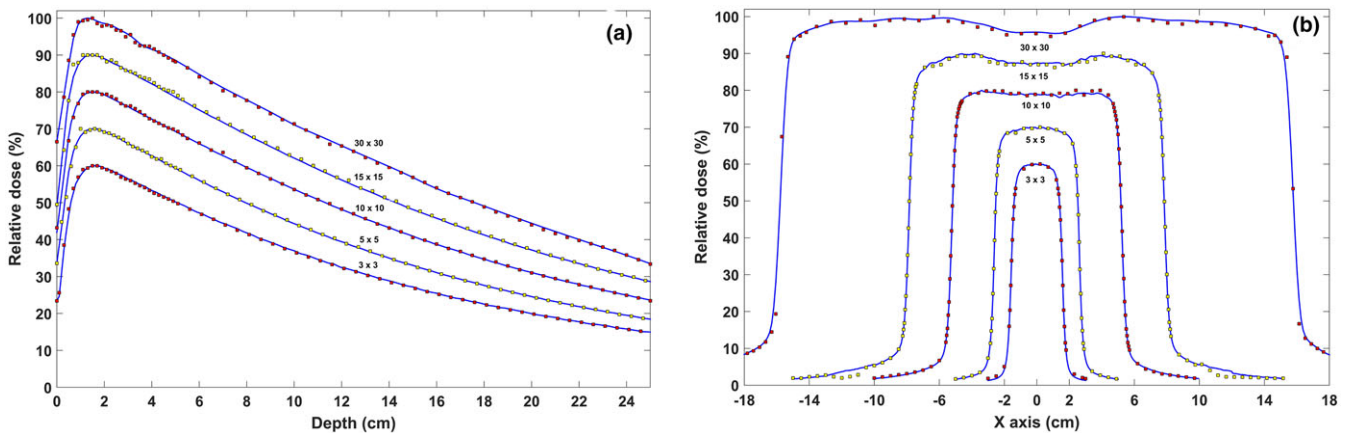 (a)
Relative dose (%)
100
90
80
70
60
50
40
30
20
10
0
30 x 30
15 x 15
10 x 10
5 x 5
3 x 3
0 2 4 6 8 10 12 14 16 18 20 22 24
Depth (cm)
(b)
Relative dose (%)
100
90
80
70
60
50
40
30
20
10
0
30 x 30
15 x 15
10 x 10
5 x 5
3 x 3
-18 -14 -10 -6 -2 2 6 10 14 18
X axis (cm)